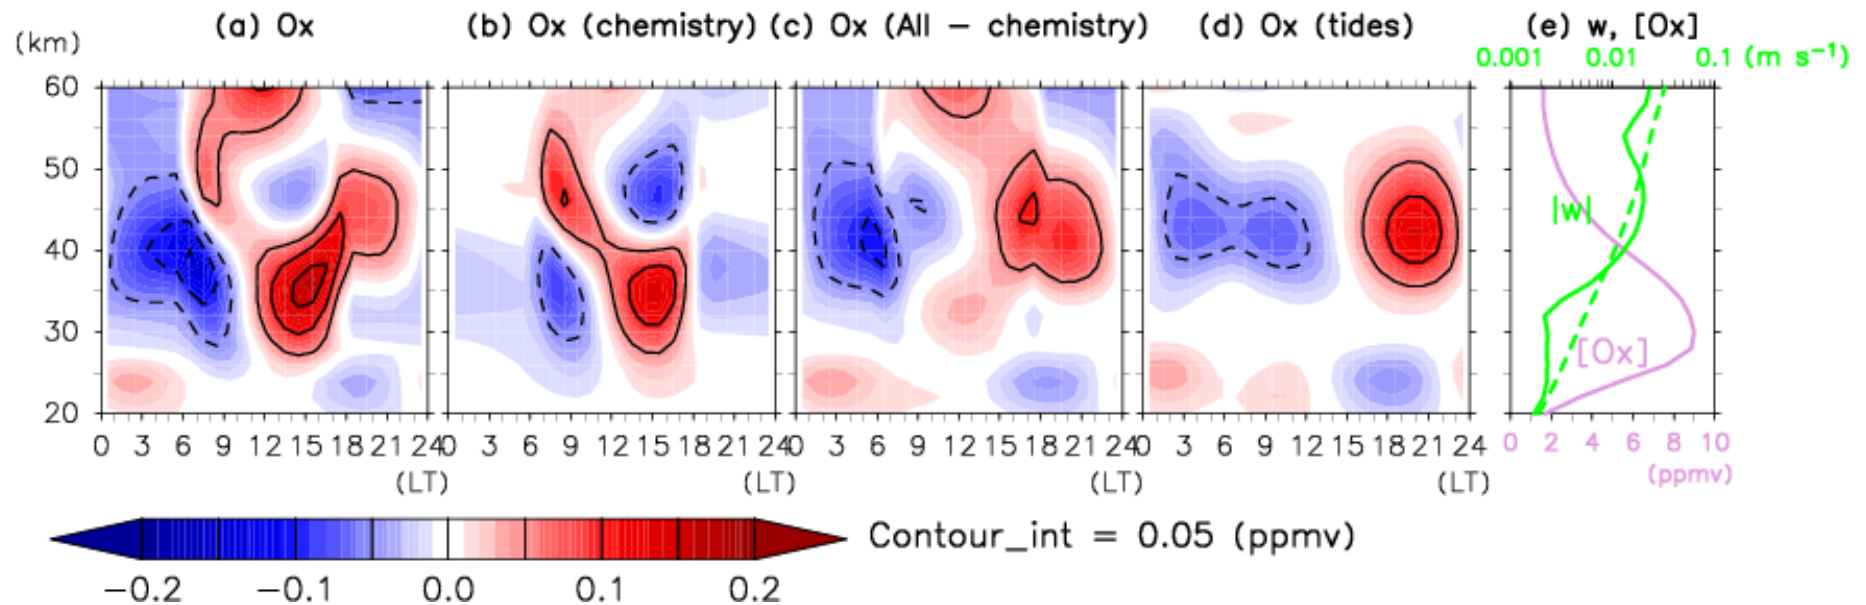 (a) Ox (b) Ox (chemistry) (c) Ox (All − chemistry) (d) Ox (tides) (e) w, [Ox]
(km) 0.001 0.01 0.1 (m s⁻¹)
60
50
40
30
20
|w|
[Ox]
0 3 6 9 12 15 18 21 24 0 3 6 9 12 15 18 21 24 0 3 6 9 12 15 18 21 24 0 3 6 9 12 15 18 21 24 0 2 4 6 8 10
(LT) (LT) (LT) (LT) (ppmv)
Contour_int = 0.05 (ppmv)
−0.2 −0.1 0.0 0.1 0.2